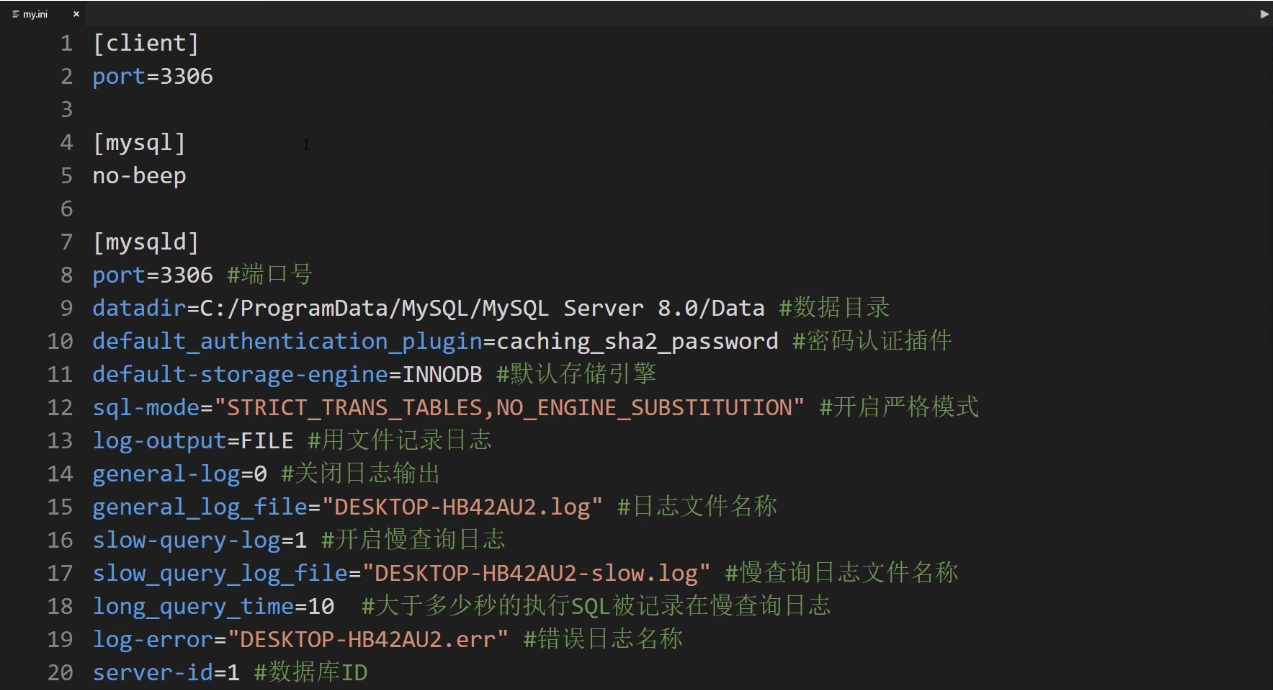 my.ini ×
1 [client]
2 port=3306
3
4 [mysql]
5 no-beep
6
7 [mysqld]
8 port=3306 #端口号
9 datadir=C:/ProgramData/MySQL/MySQL Server 8.0/Data #数据目录
10 default_authentication_plugin=caching_sha2_password #密码认证插件
11 default-storage-engine=INNODB #默认存储引擎
12 sql-mode="STRICT_TRANS_TABLES,NO_ENGINE_SUBSTITUTION" #开启严格模式
13 log-output=FILE #用文件记录日志
14 general-log=0 #关闭日志输出
15 general_log_file="DESKTOP-HB42AU2.log" #日志文件名称
16 slow-query-log=1 #开启慢查询日志
17 slow_query_log_file="DESKTOP-HB42AU2-slow.log" #慢查询日志文件名称
18 long_query_time=10  #大于多少秒的执行SQL被记录在慢查询日志
19 log-error="DESKTOP-HB42AU2.err" #错误日志名称
20 server-id=1 #数据库ID